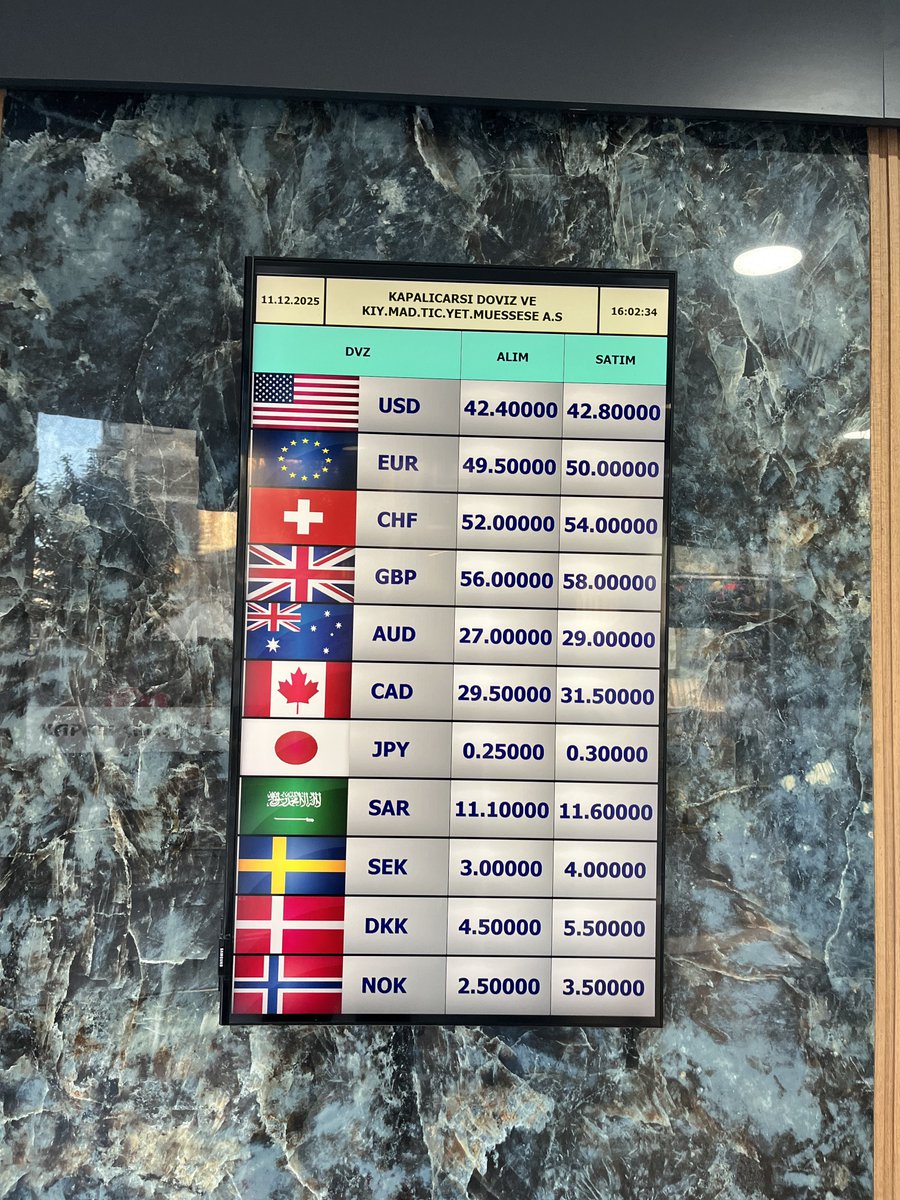 11.12.2025
KAPALICARSI DOVIZ VE
KIY.MAD.TIC.YET.MUESSESE A.S
16:02:34
DVZ ALIM SATIM
USD 42.40000 42.80000
EUR 49.50000 50.00000
CHF 52.00000 54.00000
GBP 56.00000 58.00000
AUD 27.00000 29.00000
CAD 29.50000 31.50000
JPY 0.25000 0.30000
SAR 11.10000 11.60000
SEK 3.00000 4.00000
DKK 4.50000 5.50000
NOK 2.50000 3.50000
SAMSUNG